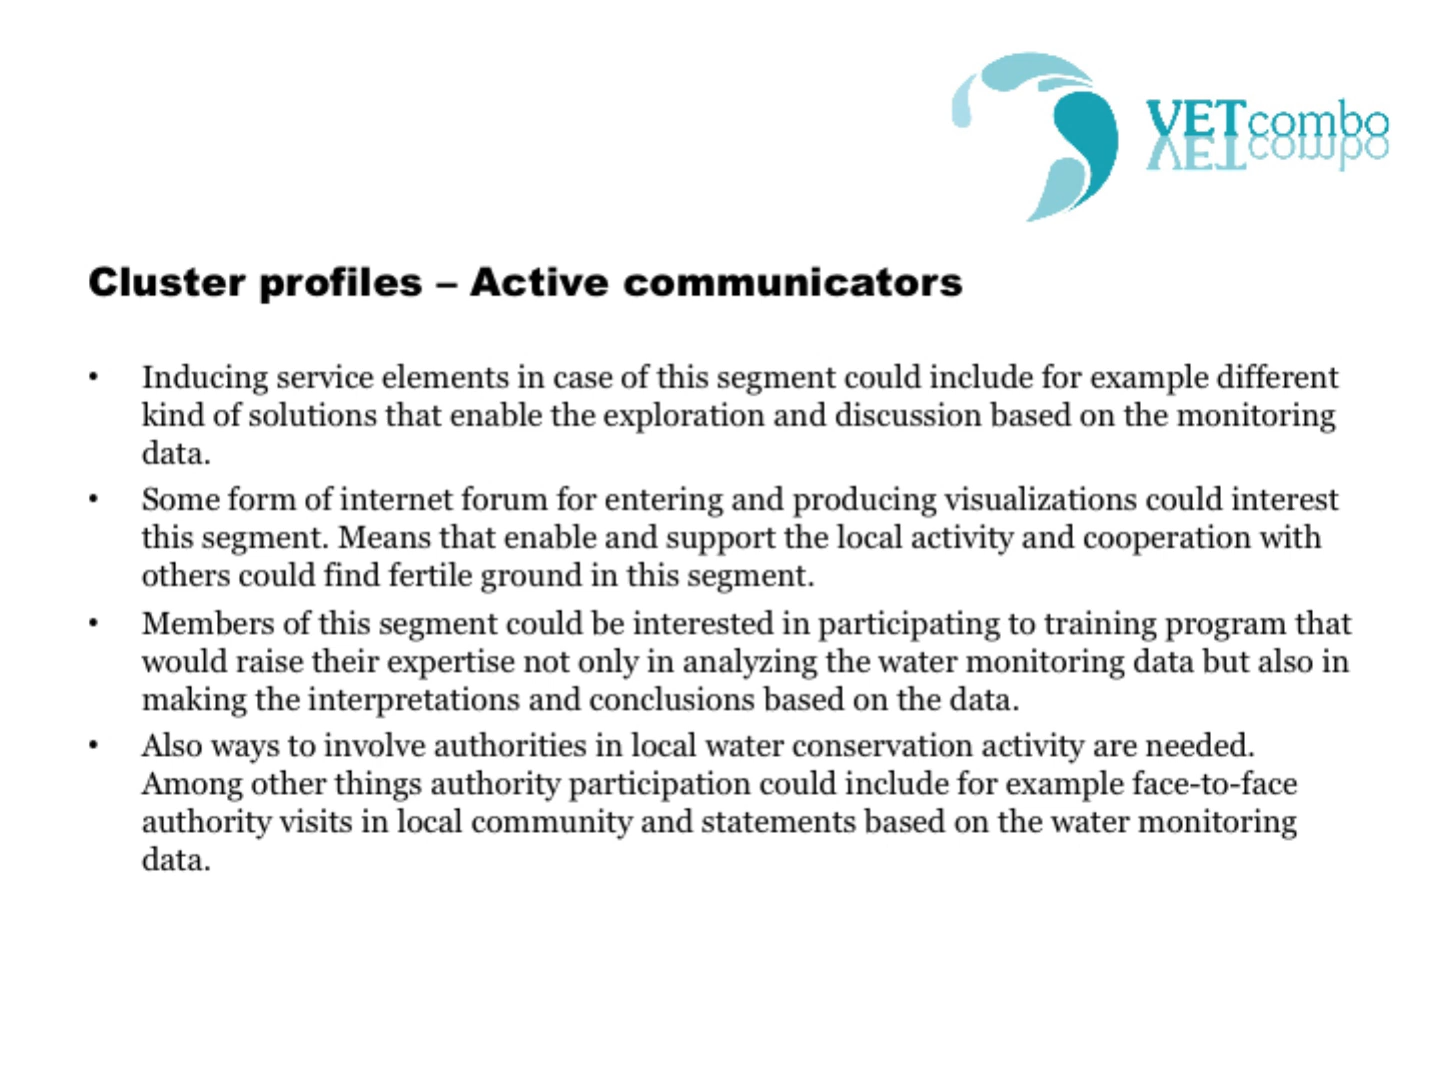 VETcombo
Cluster profiles – Active communicators
• Inducing service elements in case of this segment could include for example different
kind of solutions that enable the exploration and discussion based on the monitoring
data.
• Some form of internet forum for entering and producing visualizations could interest
this segment. Means that enable and support the local activity and cooperation with
others could find fertile ground in this segment.
• Members of this segment could be interested in participating to training program that
would raise their expertise not only in analyzing the water monitoring data but also in
making the interpretations and conclusions based on the data.
• Also ways to involve authorities in local water conservation activity are needed.
Among other things authority participation could include for example face-to-face
authority visits in local community and statements based on the water monitoring
data.